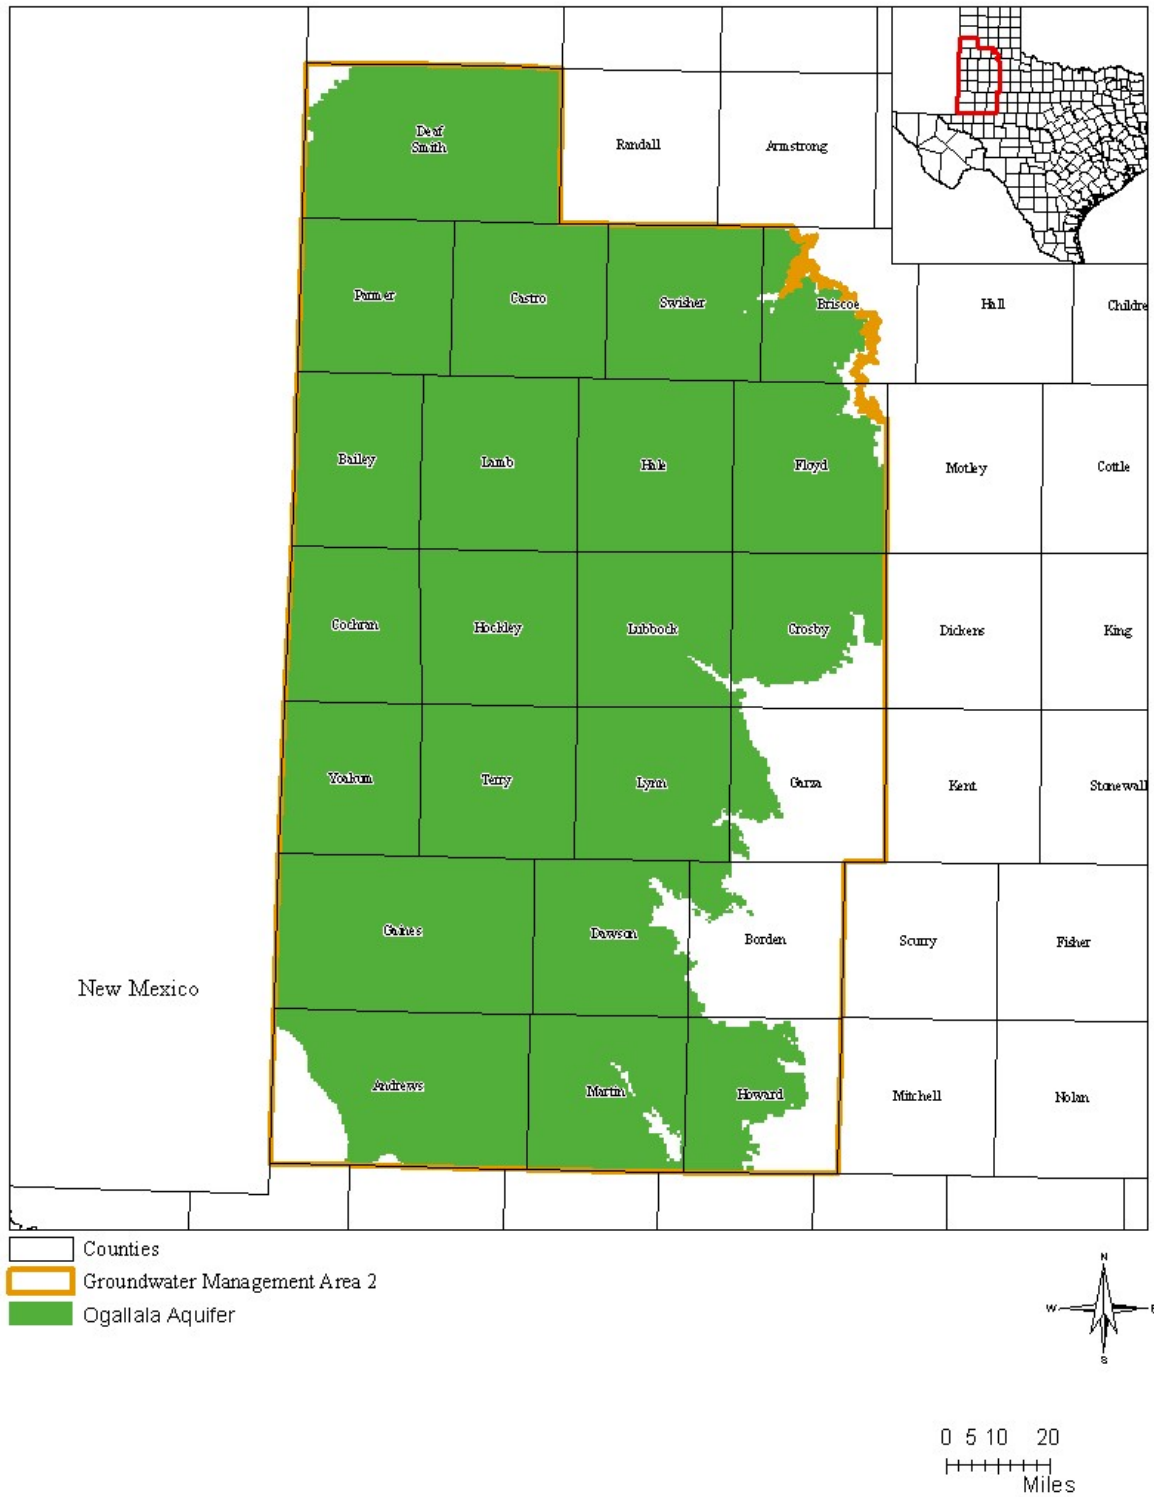 Deaf
Smith
Randall
Armstrong
Parmer
Castro
Swisher
Briscoe
Hall
Childre
Bailey
Lamb
Hale
Floyd
Motley
Cottle
Cochran
Hockley
Lubbock
Crosby
Dickens
King
Yoakum
Terry
Lynn
Garza
Kent
Stonewall
Gaines
Dawson
Borden
Scurry
Fisher
New Mexico
Andrews
Martin
Howard
Mitchell
Nolan
Counties
Groundwater Management Area 2
Ogallala Aquifer
N
W E
S
0 5 10 20
Miles